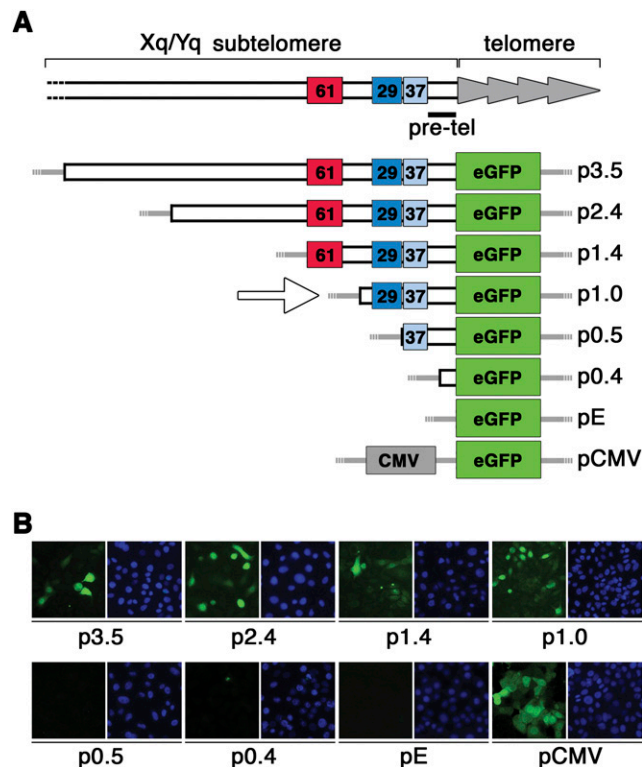 A
Xq/Yq subtelomere telomere
61 29 37
pre-tel
61 29 37 eGFP p3.5
61 29 37 eGFP p2.4
61 29 37 eGFP p1.4
29 37 eGFP p1.0
37 eGFP p0.5
eGFP p0.4
eGFP pE
CMV eGFP pCMV
B
p3.5 p2.4 p1.4 p1.0
p0.5 p0.4 pE pCMV